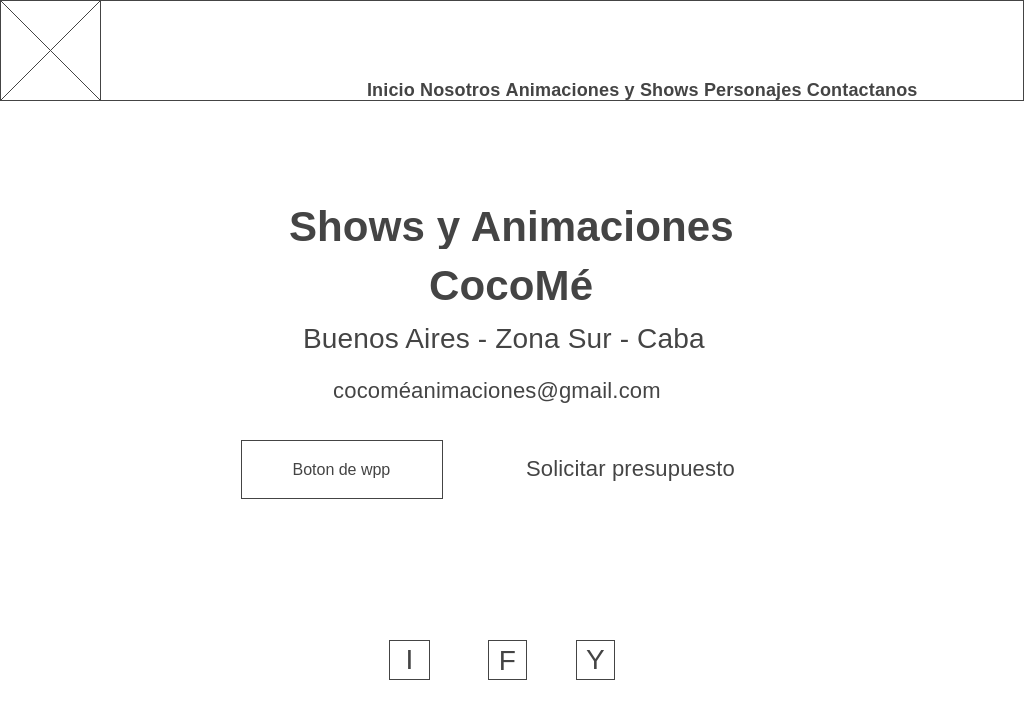 Inicio Nosotros Animaciones y Shows Personajes Contactanos
Shows y Animaciones
CocoMé
Buenos Aires - Zona Sur - Caba
cocoméanimaciones@gmail.com
Boton de wpp
Solicitar presupuesto
I
F
Y